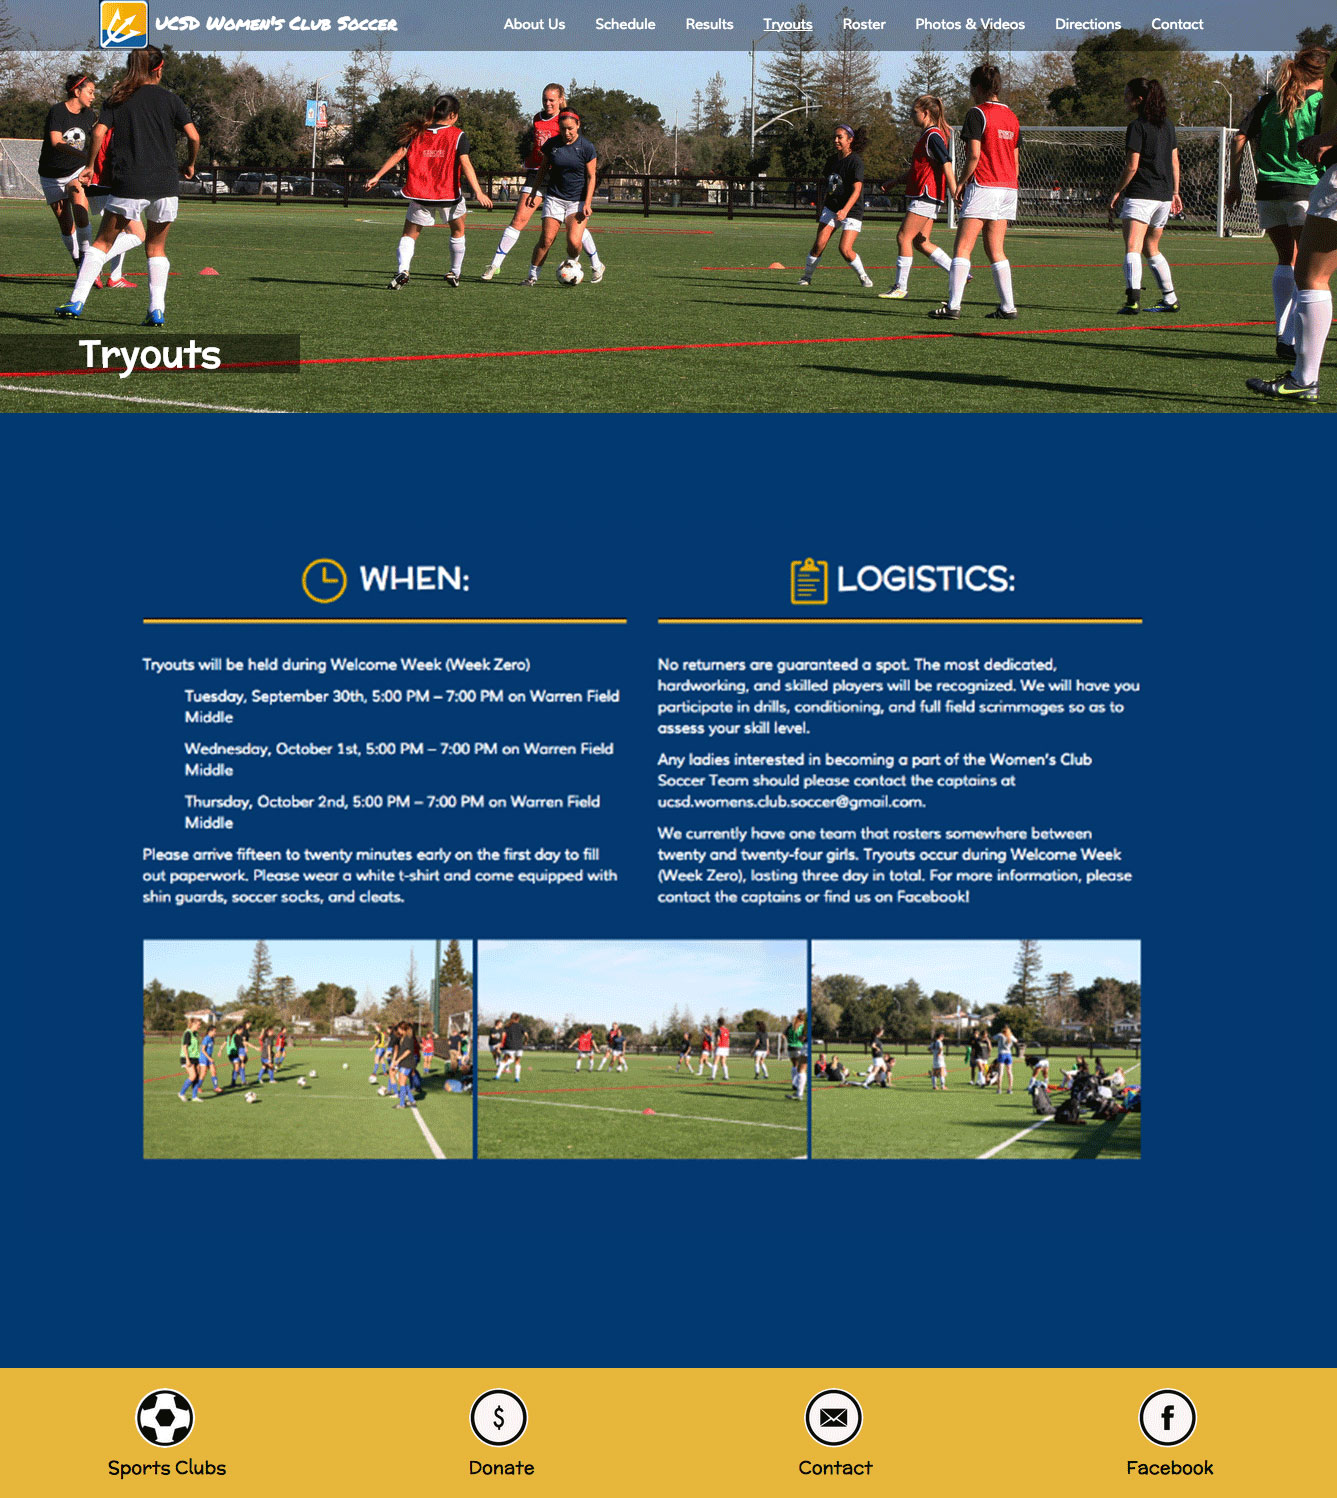 UCSD Women's Club Soccer
About Us Schedule Results Tryouts Roster Photos & Videos Directions Contact
Tryouts
WHEN:
Tryouts will be held during Welcome Week (Week Zero)
Tuesday, September 30th, 5:00 PM – 7:00 PM on Warren Field
Middle
Wednesday, October 1st, 5:00 PM – 7:00 PM on Warren Field
Middle
Thursday, October 2nd, 5:00 PM – 7:00 PM on Warren Field
Middle
Please arrive fifteen to twenty minutes early on the first day to fill
out paperwork. Please wear a white t-shirt and come equipped with
shin guards, soccer socks, and cleats.
LOGISTICS:
No returners are guaranteed a spot. The most dedicated,
hardworking, and skilled players will be recognized. We will have you
participate in drills, conditioning, and full field scrimmages so as to
assess your skill level.
Any ladies interested in becoming a part of the Women's Club
Soccer Team should please contact the captains at
ucsd.womens.club.soccer@gmail.com.
We currently have one team that rosters somewhere between
twenty and twenty-four girls. Tryouts occur during Welcome Week
(Week Zero), lasting three day in total. For more information, please
contact the captains or find us on Facebook!
$
f
Sports Clubs
Donate
Contact
Facebook